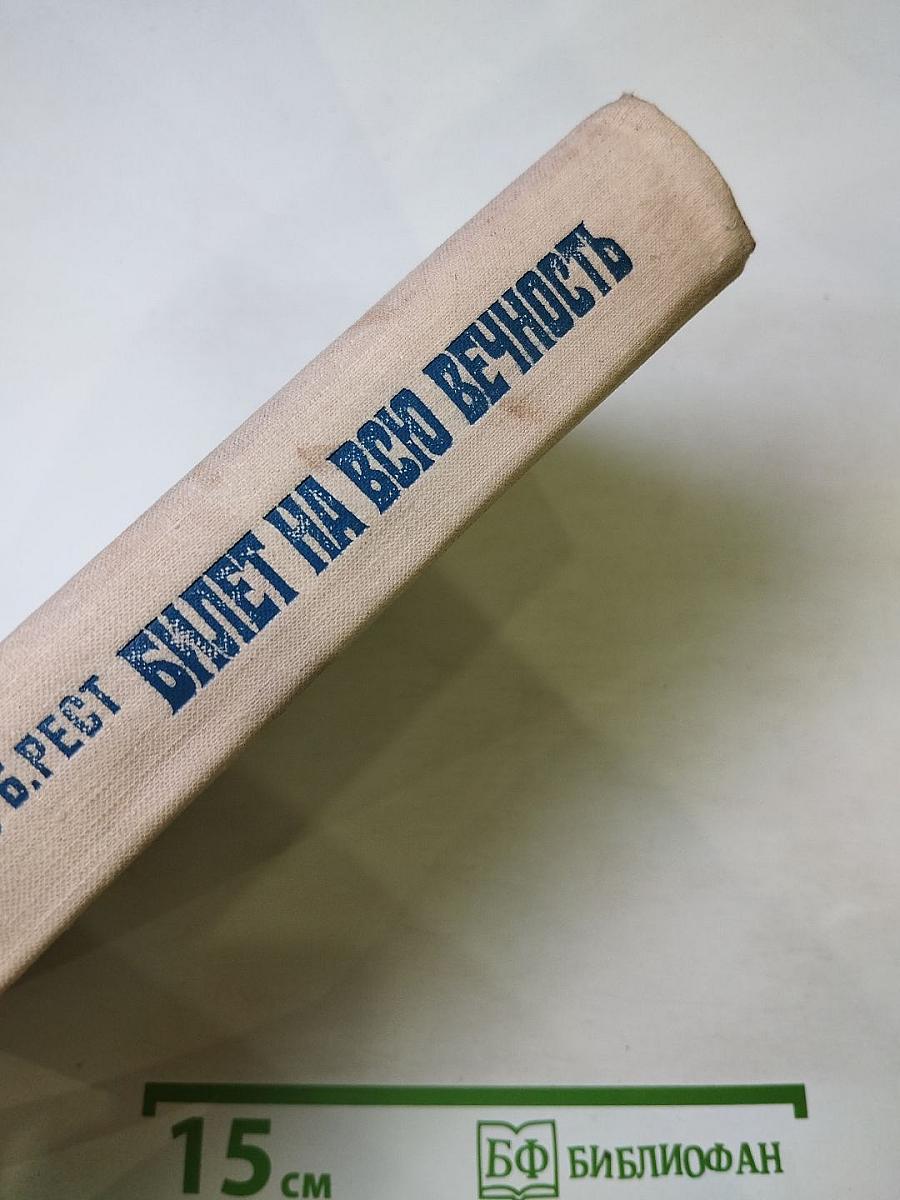 Б.РЕСТ БИЛЕТ НА ВСЮ ВЕЧНОСТЬ
15 см
БФ БИБЛИОФАН